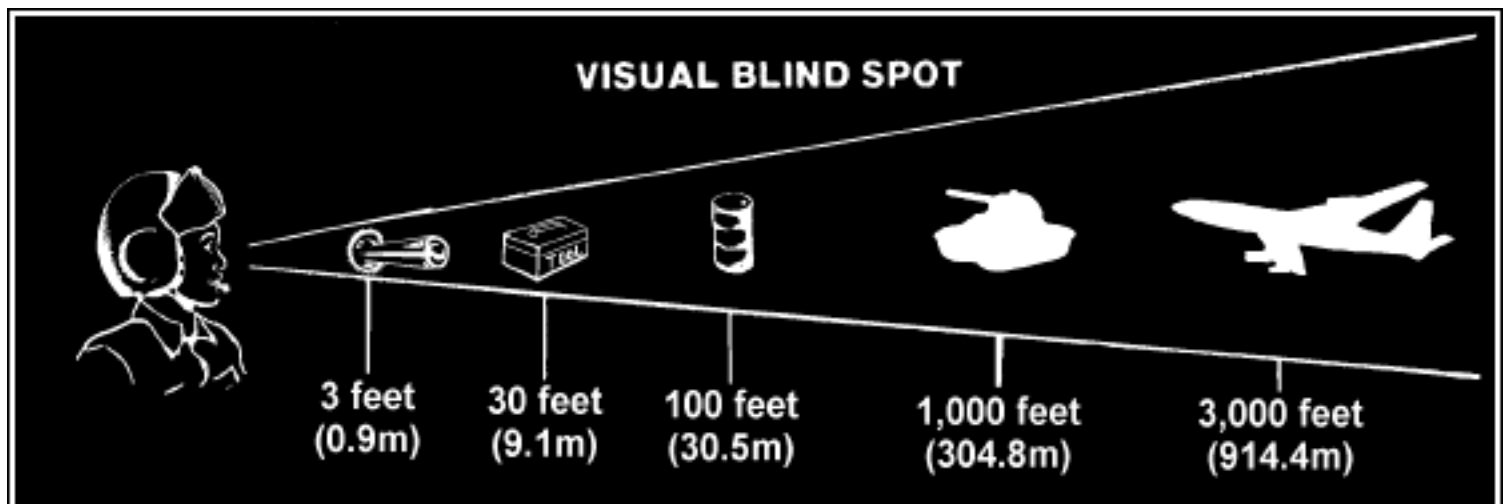 VISUAL BLIND SPOT
TOOL
3 feet
(0.9m)
30 feet
(9.1m)
100 feet
(30.5m)
1,000 feet
(304.8m)
3,000 feet
(914.4m)